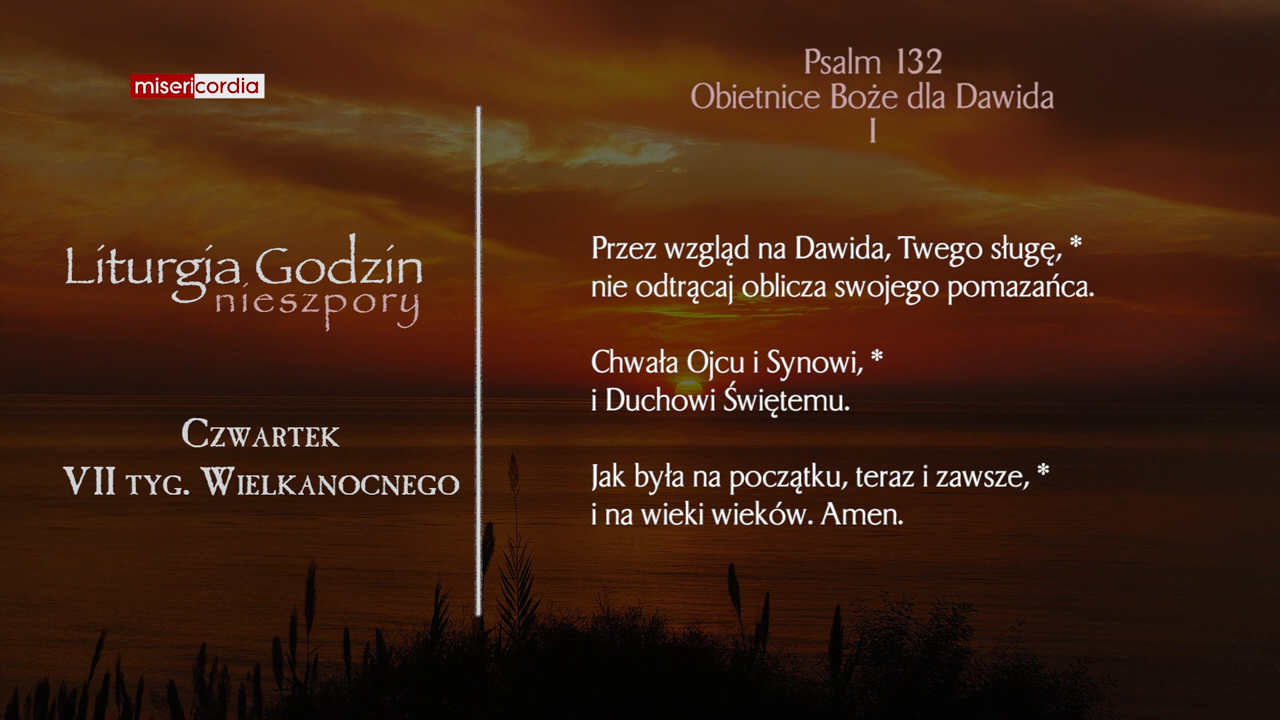 misericordia
Liturgia Godzin
nieszpory
Czwartek
VII tyg. Wielkanocnego
Psalm 132
Obietnice Boże dla Dawida
I
Przez wzgląd na Dawida, Twego sługę, *
nie odtrącaj oblicza swojego pomazańca.
Chwała Ojcu i Synowi, *
i Duchowi Świętemu.
Jak była na początku, teraz i zawsze, *
i na wieki wieków. Amen.